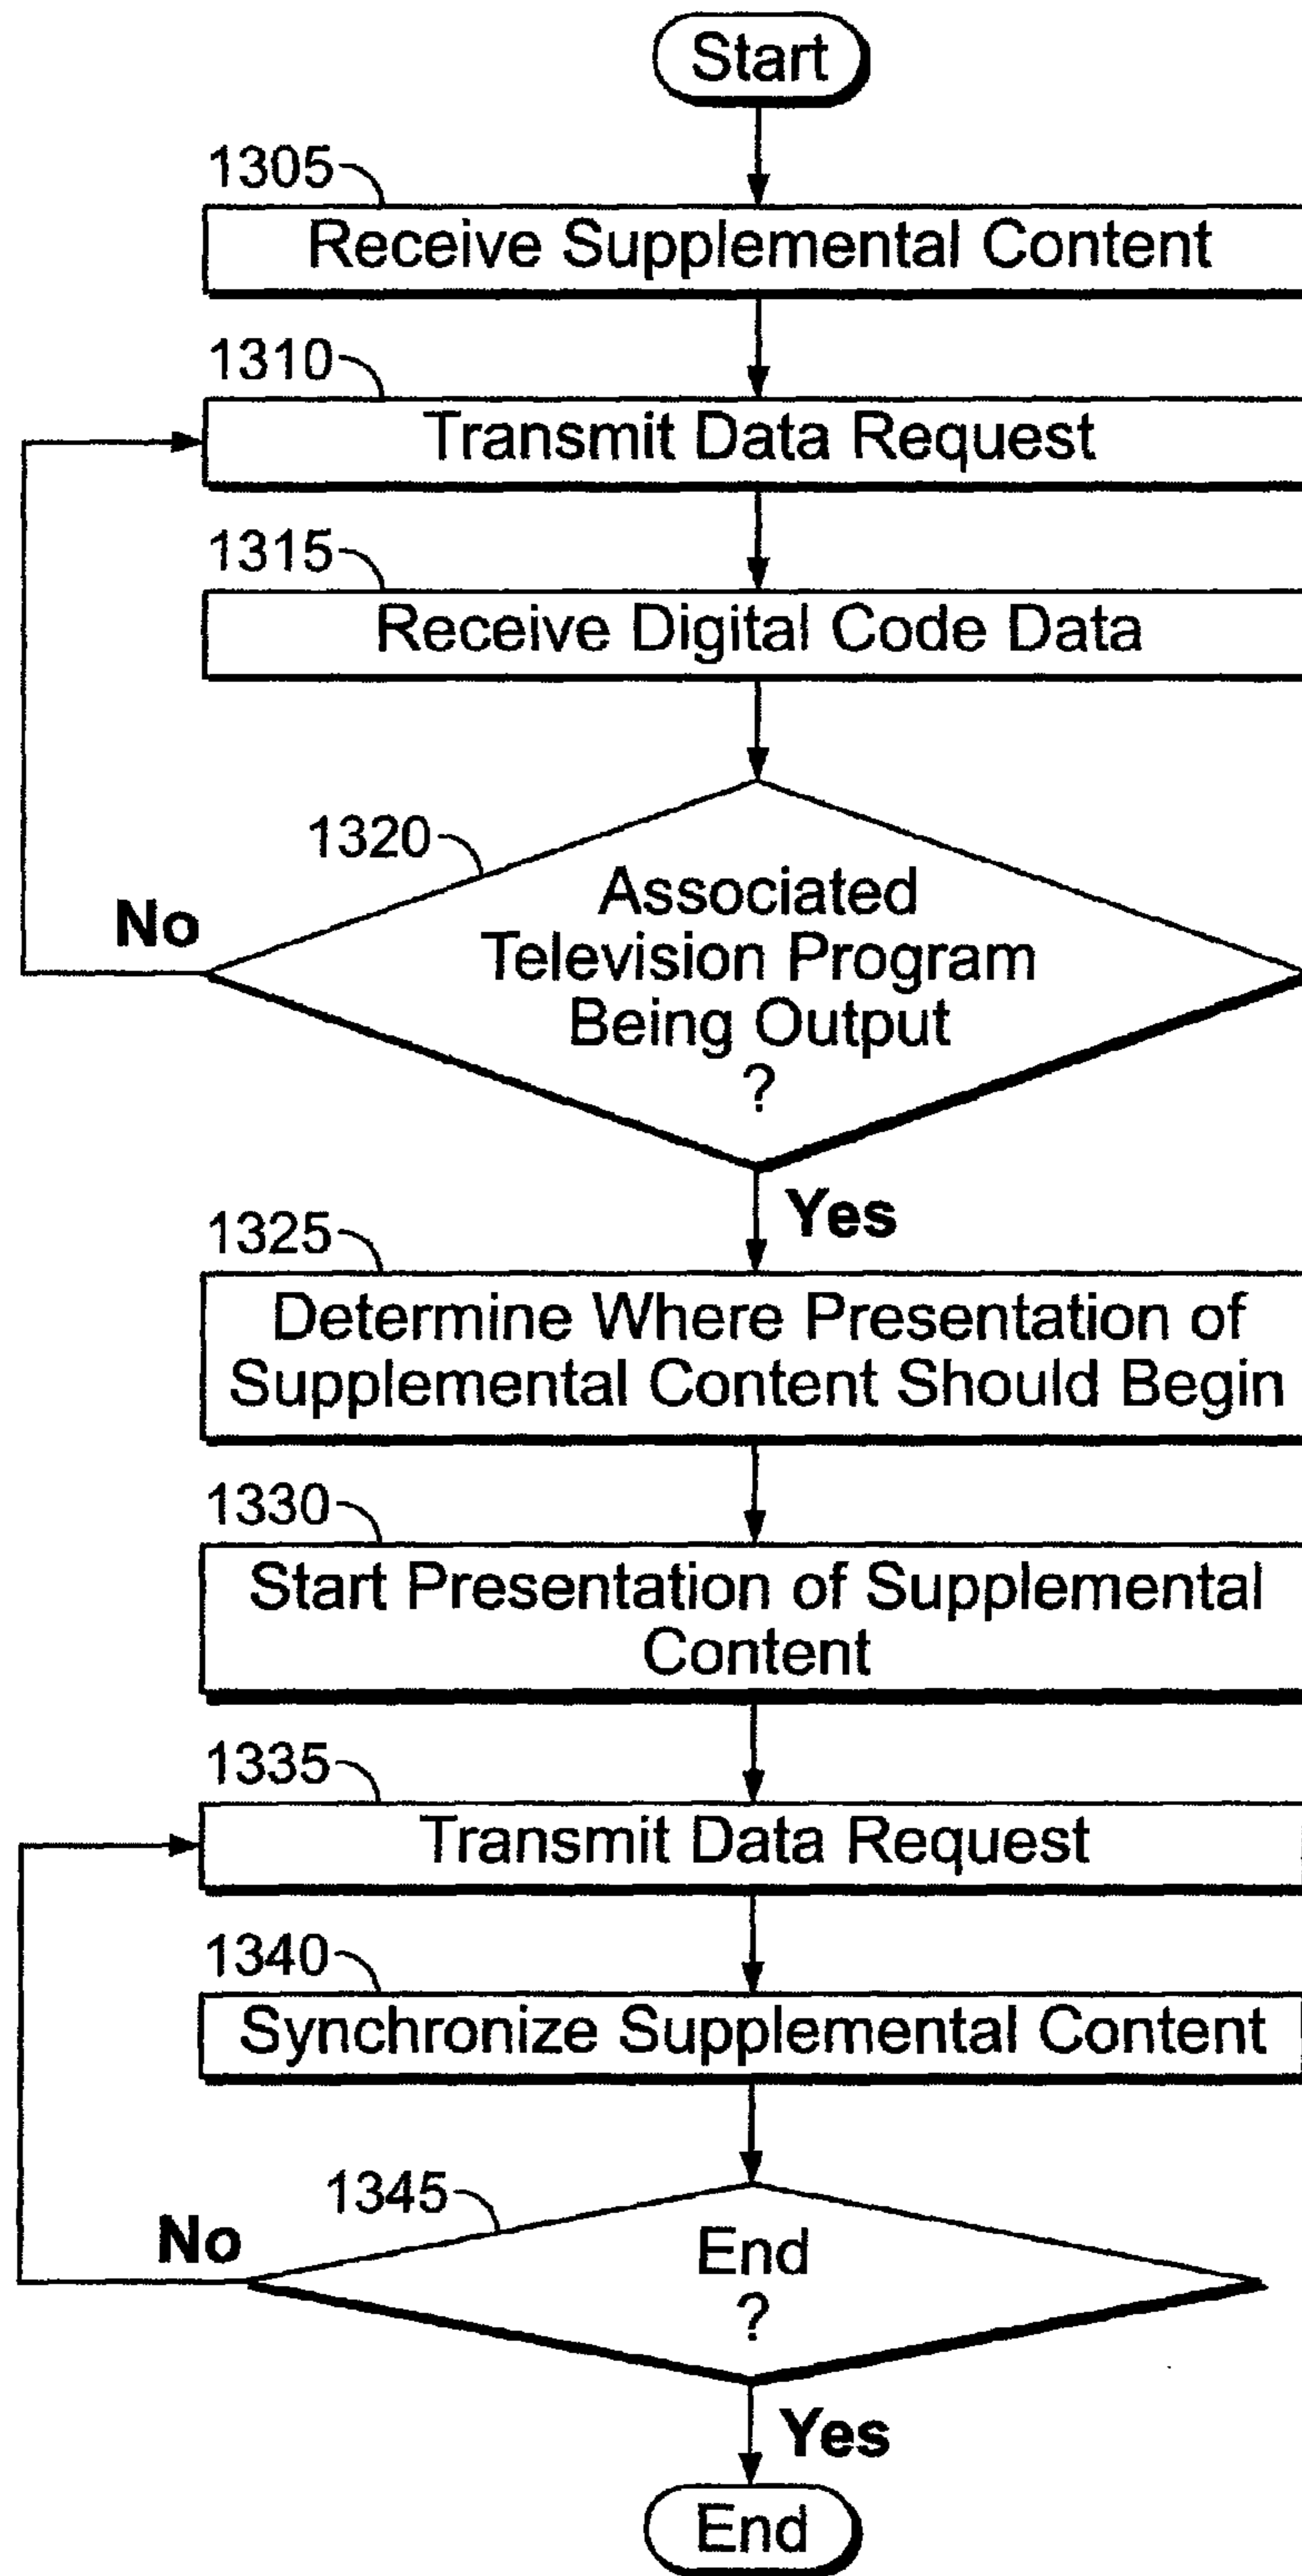 Start
1305
Receive Supplemental Content
1310
Transmit Data Request
1315
Receive Digital Code Data
1320
Associated
Television Program
Being Output
?
No
Yes
1325
Determine Where Presentation of
Supplemental Content Should Begin
1330
Start Presentation of Supplemental
Content
1335
Transmit Data Request
1340
Synchronize Supplemental Content
1345
End
?
No
Yes
End